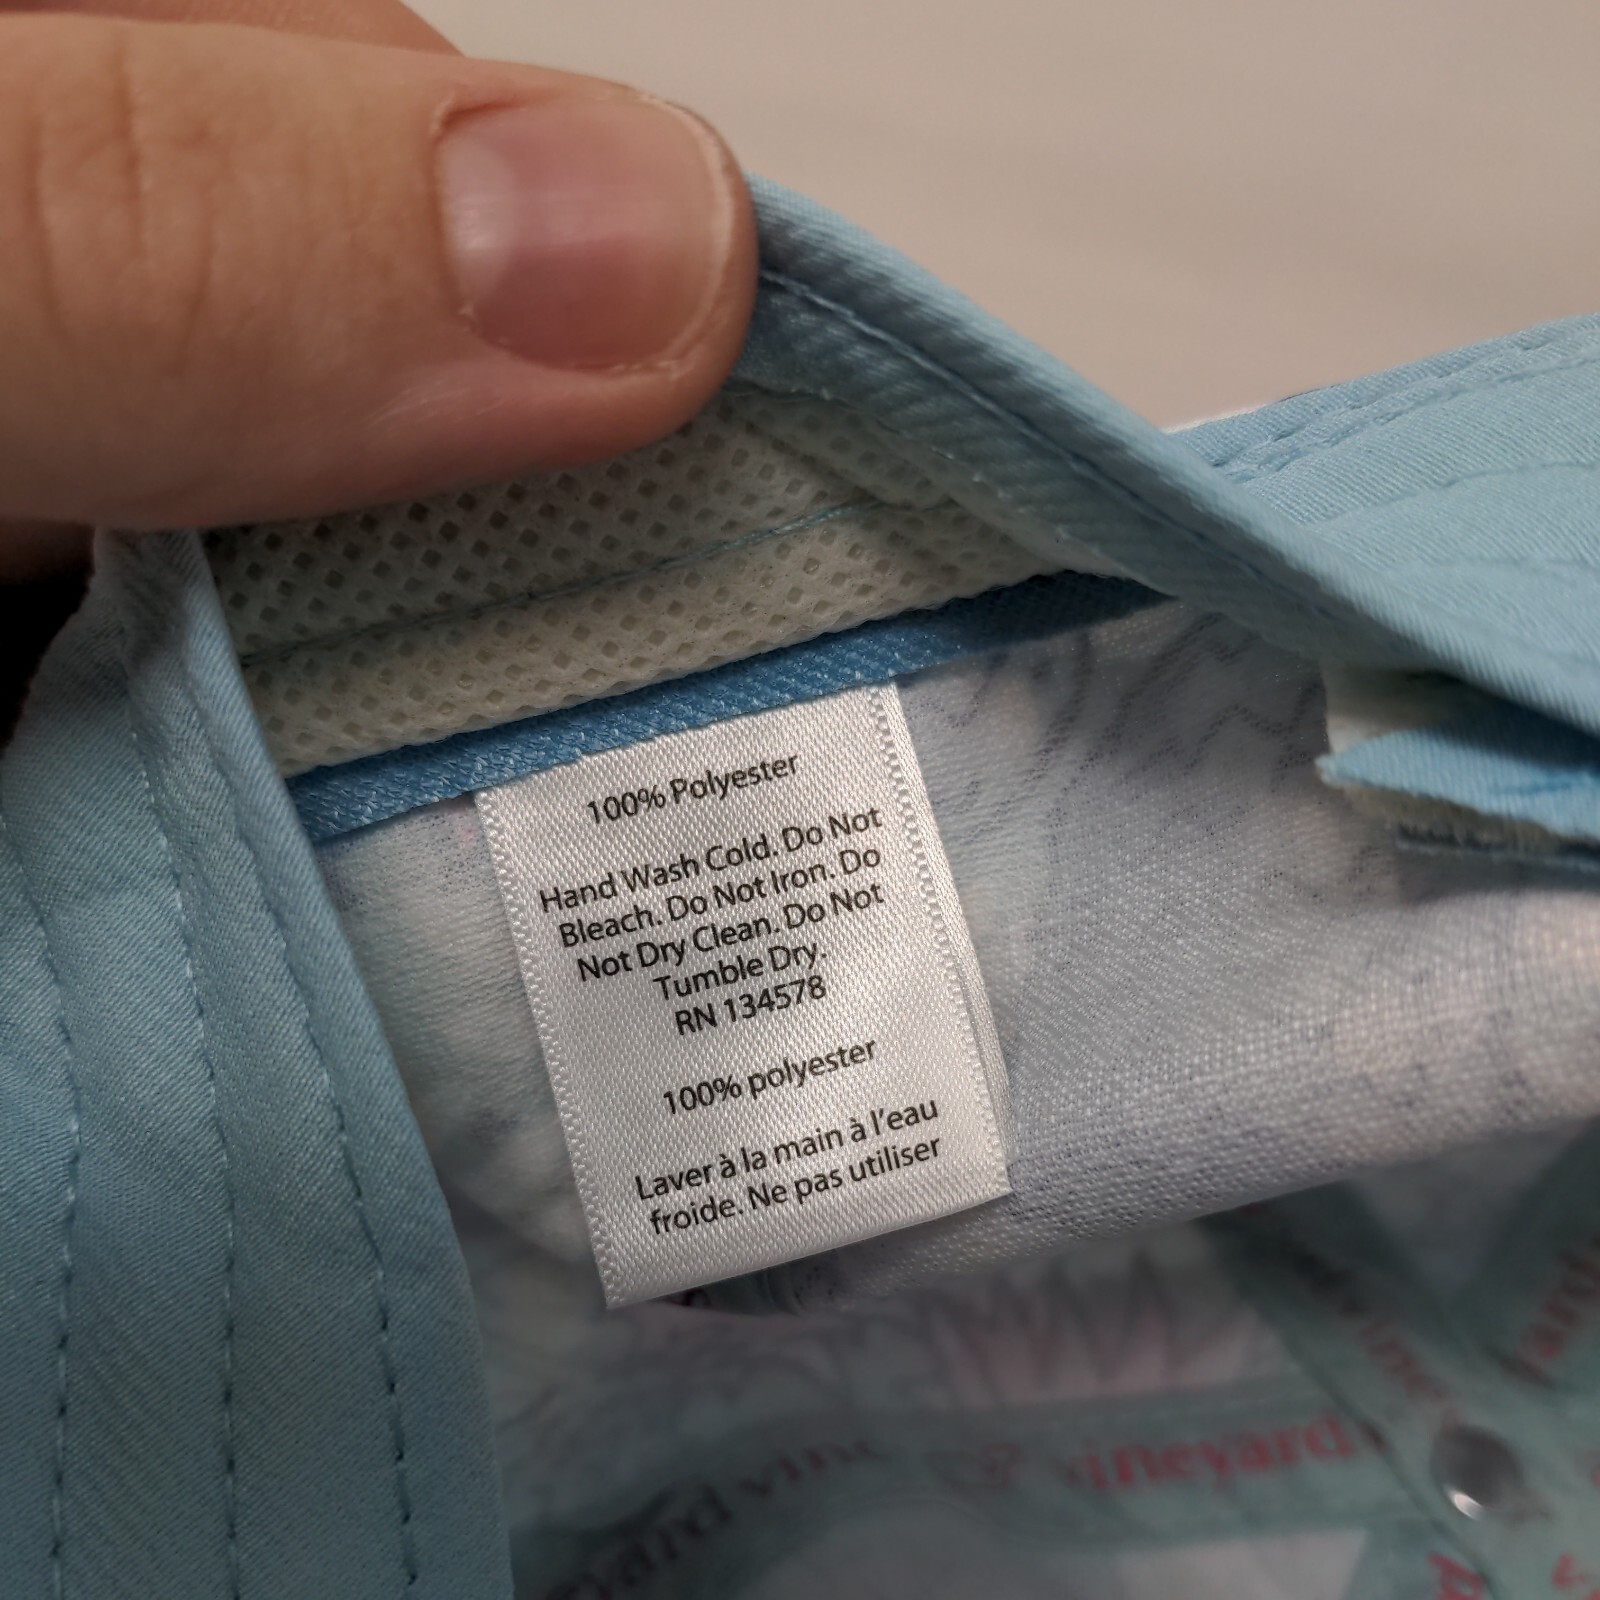 100% Polyester
Hand Wash Cold. Do Not
Bleach. Do Not Iron. Do
Not Dry Clean. Do Not
Tumble Dry.
RN 134578
100% polyester
Laver à la main à l'eau
froide. Ne pas utiliser
vineyard